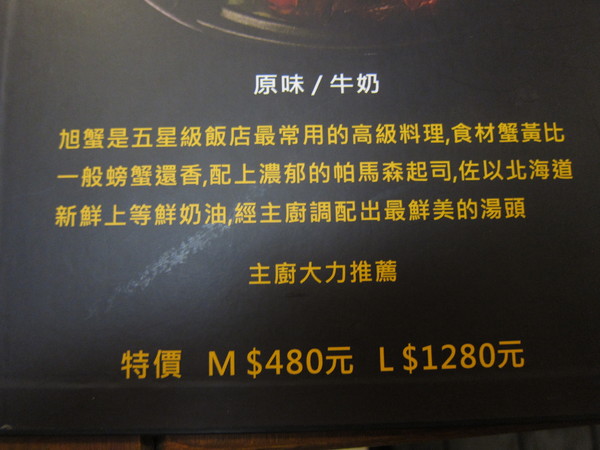 原味 / 牛奶
旭蟹是五星級飯店最常用的高級料理,食材蟹黃比
一般螃蟹還香,配上濃郁的帕馬森起司,佐以北海道
新鮮上等鮮奶油,經主廚調配出最鮮美的湯頭
主廚大力推薦
特價 M $480元 L $1280元